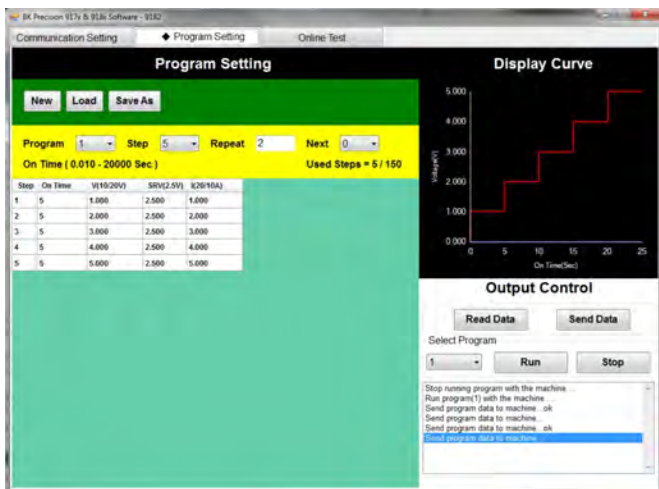 BK Precision 917x & 918x Software - 9182
Communication Setting ◆ Program Setting Online Test
Program Setting
New Load Save As
Program 1 Step 5 Repeat 2 Next 0
On Time ( 0.010 - 20000 Sec ) Used Steps = 5 / 150
Step On Time V(10/20V) SRV(2.5V) I(20/10A)
1 5 1.000 2.500 1.000
2 5 2.000 2.500 2.000
3 5 3.000 2.500 3.000
4 5 4.000 2.500 4.000
5 5 5.000 2.500 5.000
Display Curve
5.000
4.000
3.000
2.000
1.000
0.000
Voltage(V)
0 5 10 15 20 25
On Time(Sec)
Output Control
Read Data Send Data
Select Program
1 Run Stop
Stop running program with the machine ...
Run program(1) with the machine ...
Send program data to machine...ok
Send program data to machine...
Send program data to machine...ok
Send program data to machine...